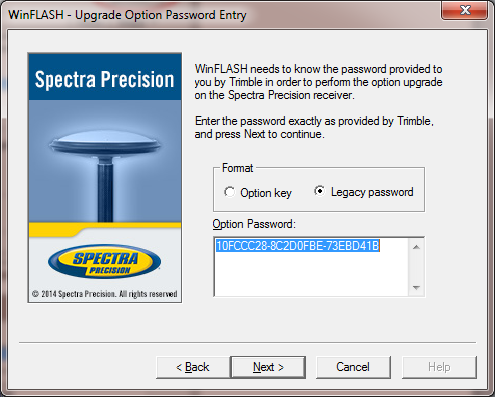 WinFLASH - Upgrade Option Password Entry
Spectra Precision
WinFLASH needs to know the password provided to
you by Trimble in order to perform the option upgrade
on the Spectra Precision receiver.
Enter the password exactly as provided by Trimble,
and press Next to continue.
Format
Option key
Legacy password
Option Password:
10FCCC28-8C2D0FBE-73EBD41B
SPECTRA
PRECISION
© 2014 Spectra Precision. All rights reserved
< Back
Next >
Cancel
Help